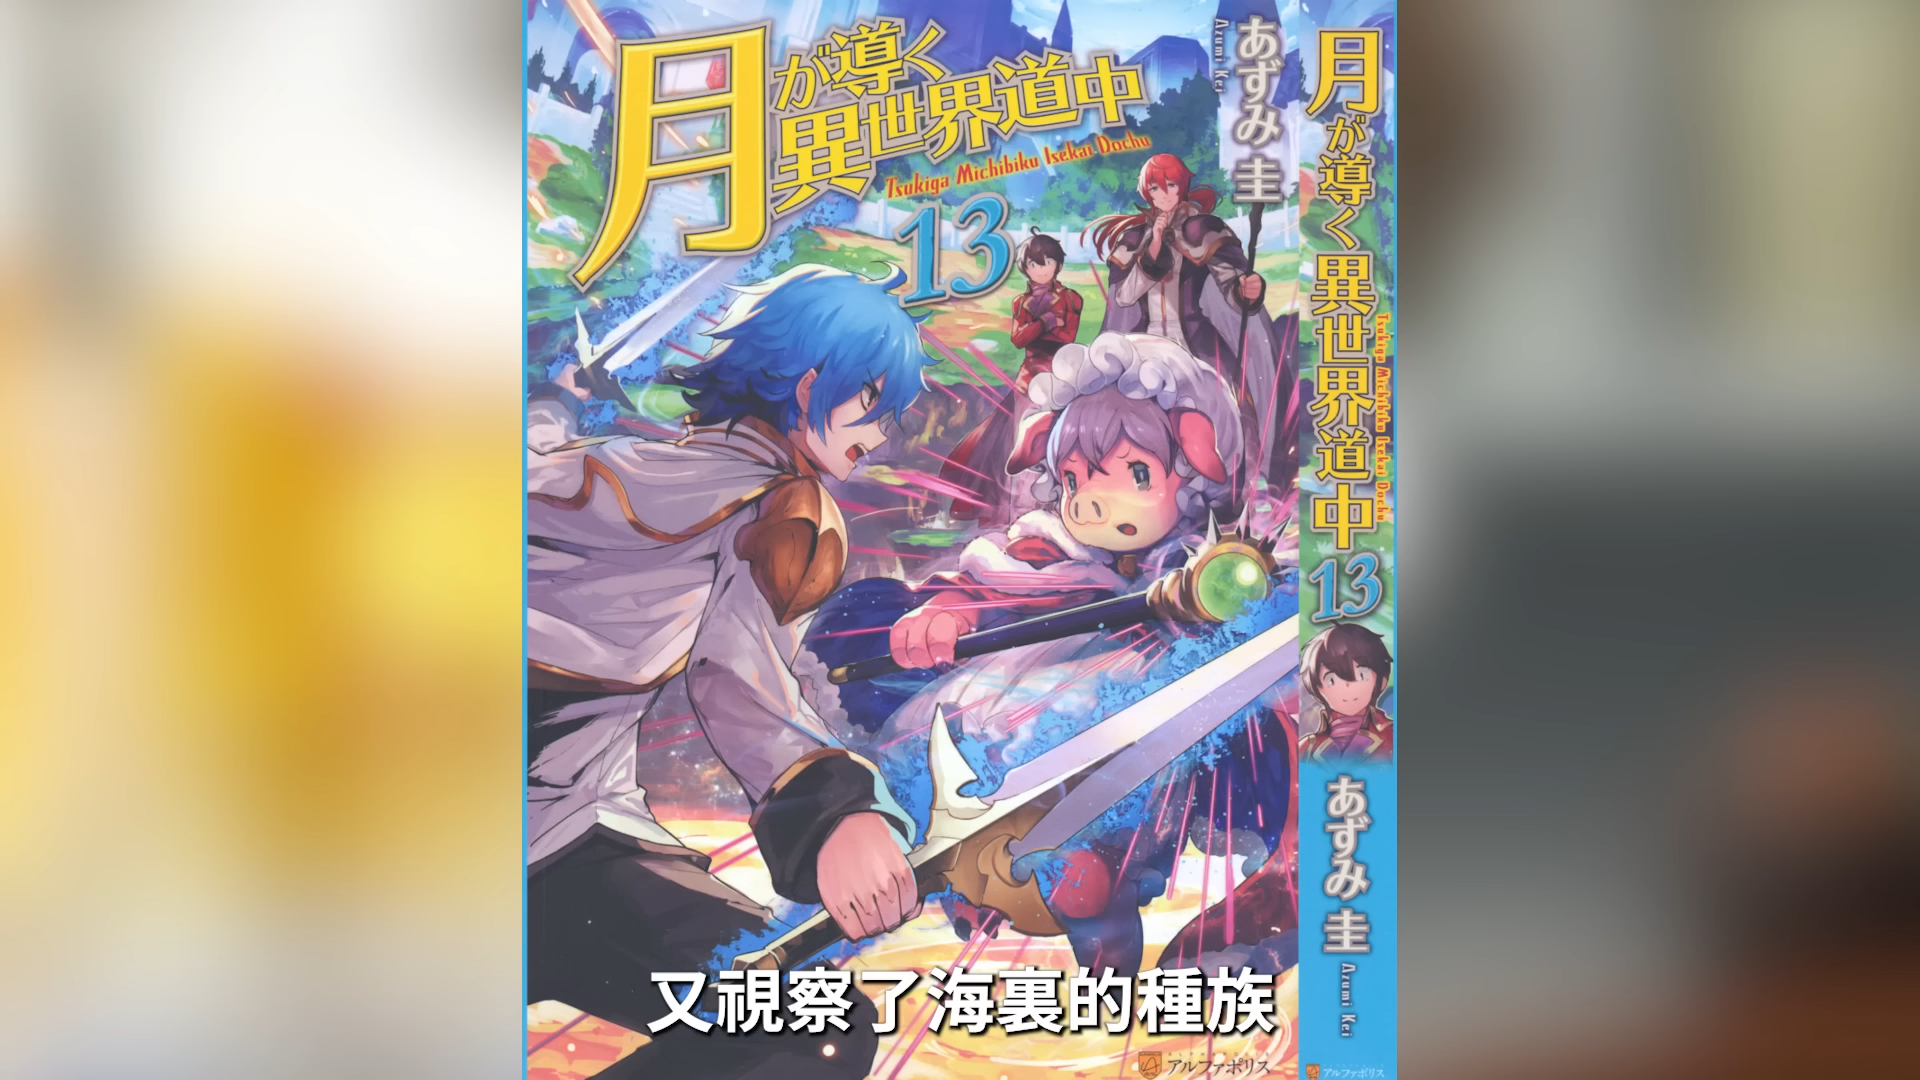 月が導く
異世界道中
Tsukiga Michibiku Isekai Dochu
13
あずみ圭
Azumi Kei
月が導く異世界道中
Tsukiga Michibiku Isekai Dochu
13
あずみ圭
Azumi Kei
又視察了海裏的種族
アルファポリス
アルファポリス